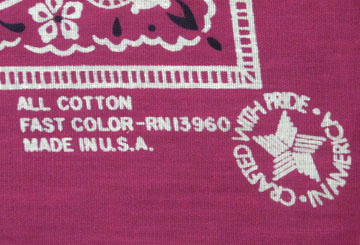 ALL COTTON
FAST COLOR-RN13960
MADE IN U.S.A.
CRAFTED WITH PRIDE • IN AMERICA •